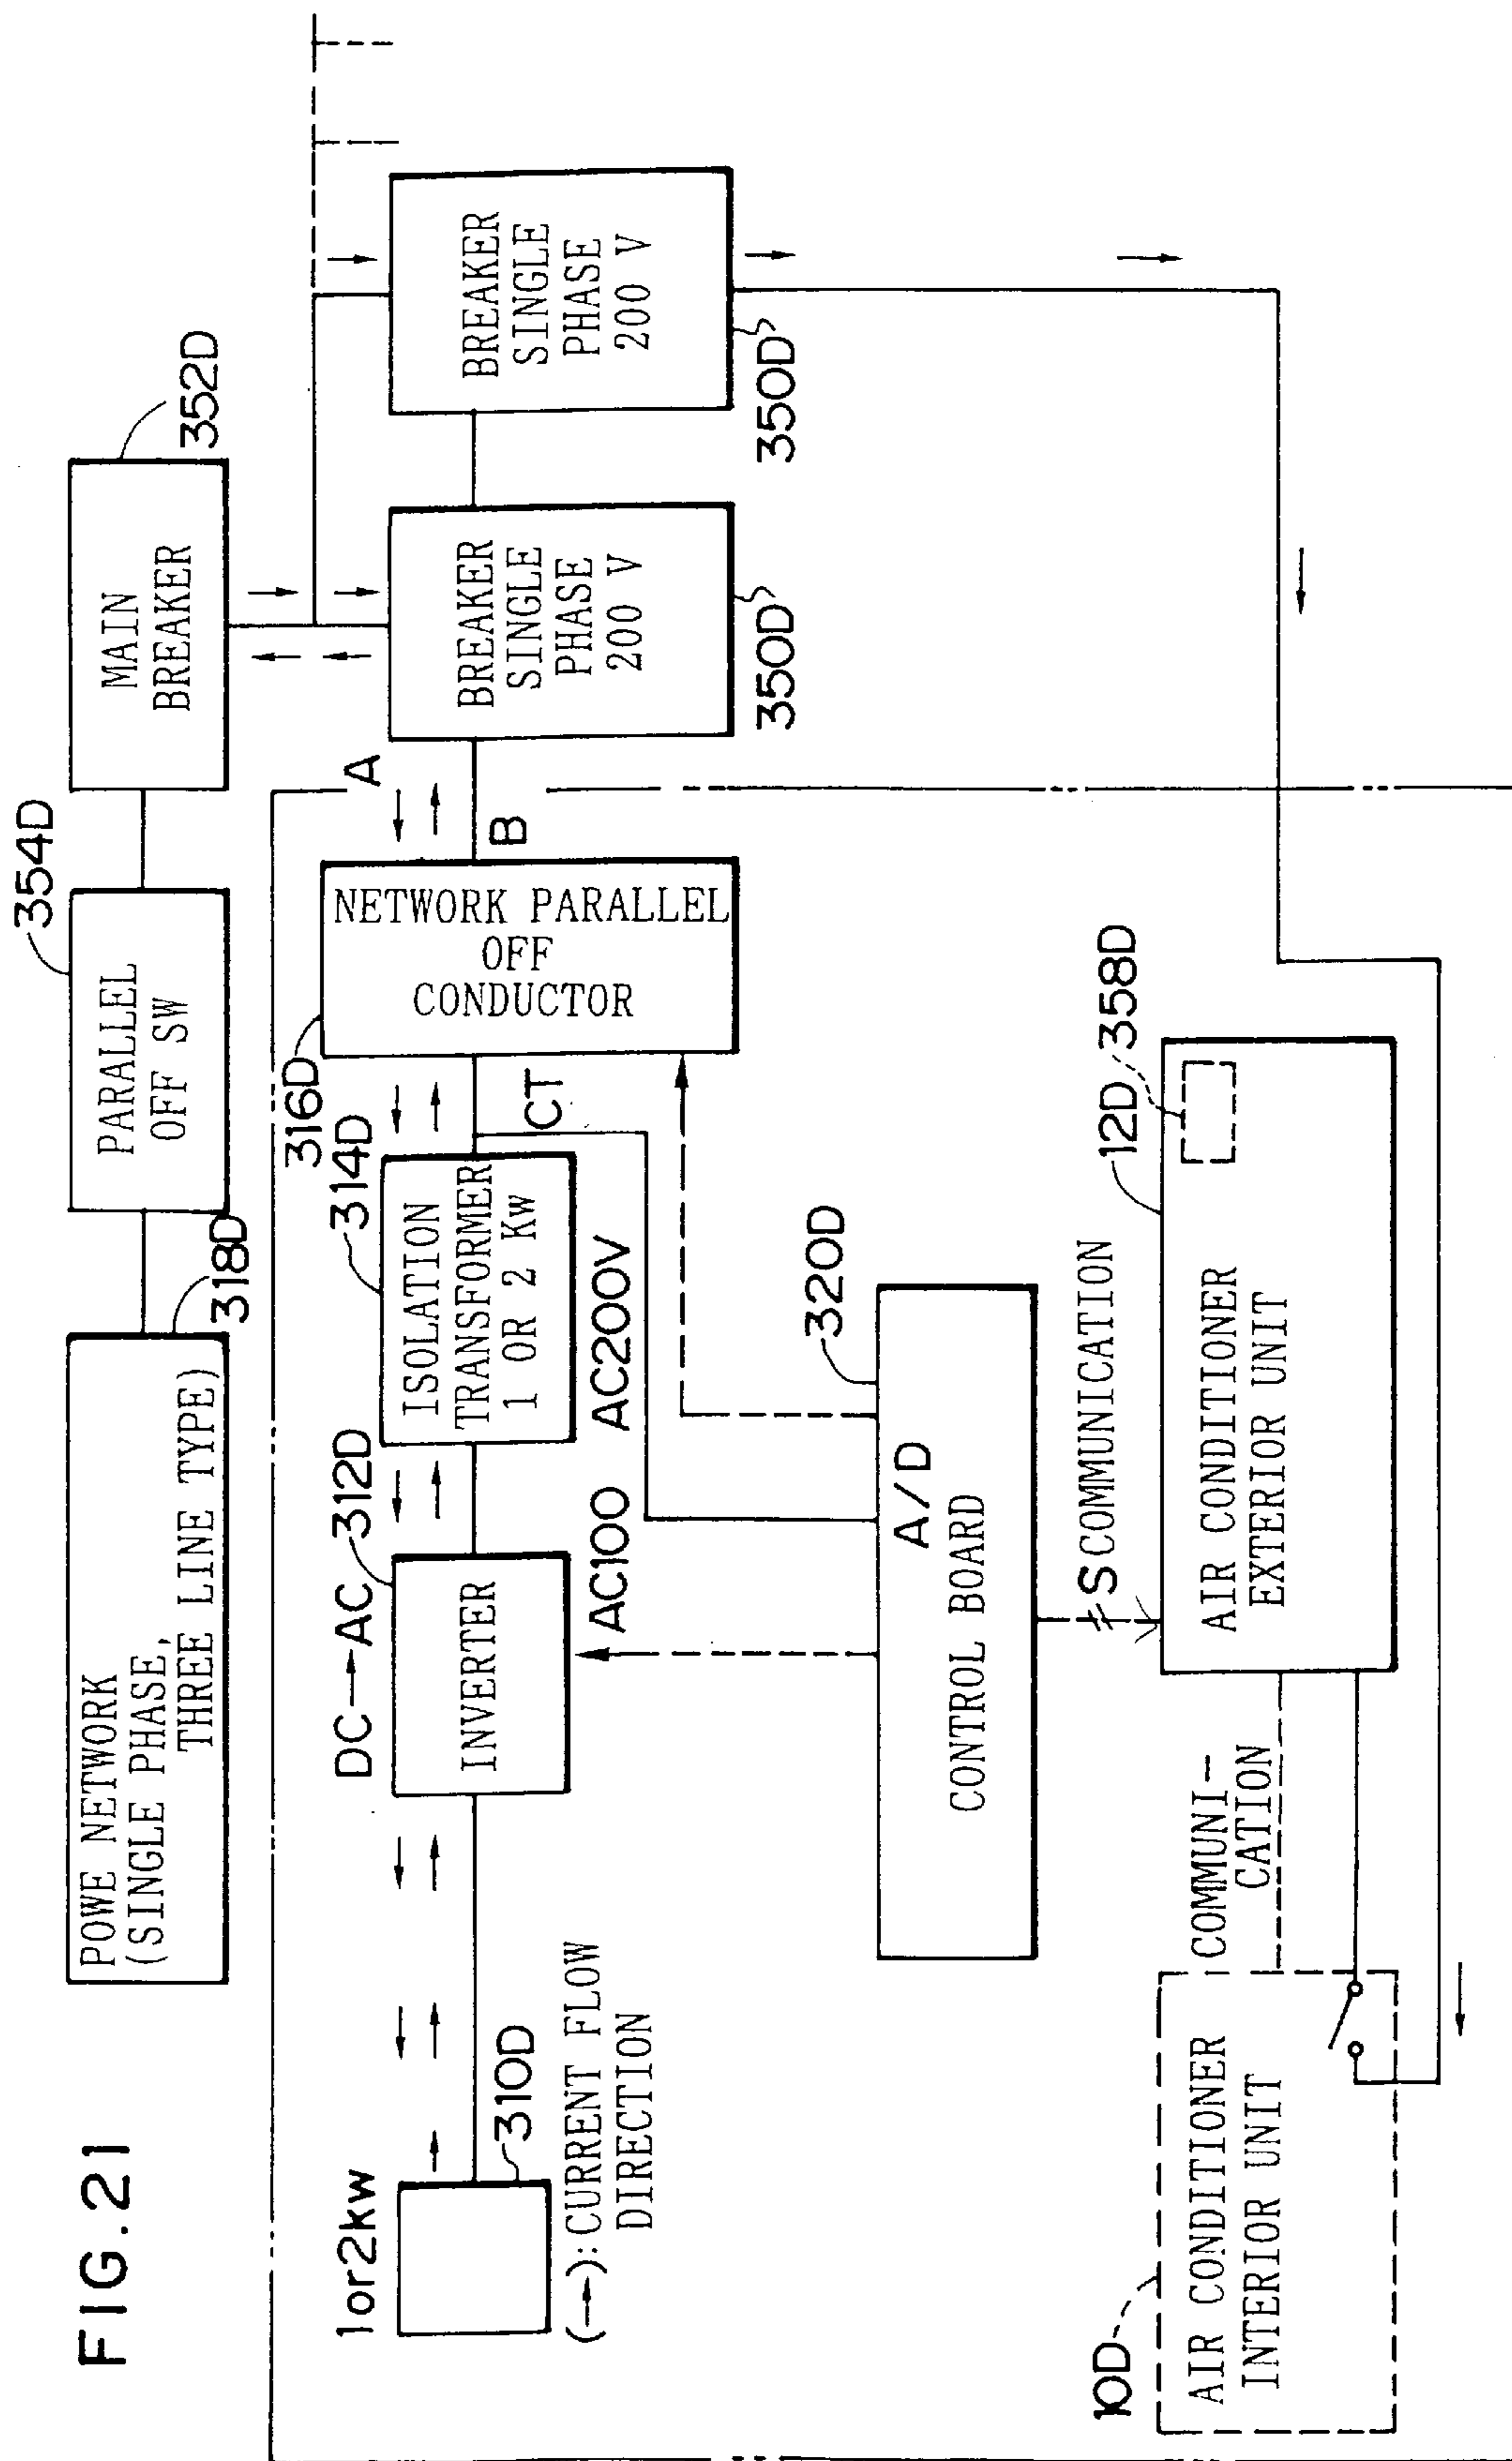 FIG.21
POWE NETWORK
(SINGLE PHASE,
THREE LINE TYPE)
318D
PARALLEL
OFF SW
354D
MAIN
BREAKER
352D
1or2kw
310D
(→):CURRENT FLOW
DIRECTION
DC→AC
312D
INVERTER
AC100
314D
ISOLATION
TRANSFORMER
1 OR 2 Kw
AC200V
CT
316D
NETWORK PARALLEL
OFF
CONDUCTOR
A
B
BREAKER
SINGLE
PHASE
200 V
350D
BREAKER
SINGLE
PHASE
200 V
350D
A/D
CONTROL BOARD
320D
S COMMUNICATION
10D
AIR CONDITIONER
INTERIOR UNIT
COMMUNI-
CATION
AIR CONDITIONER
EXTERIOR UNIT
12D
358D